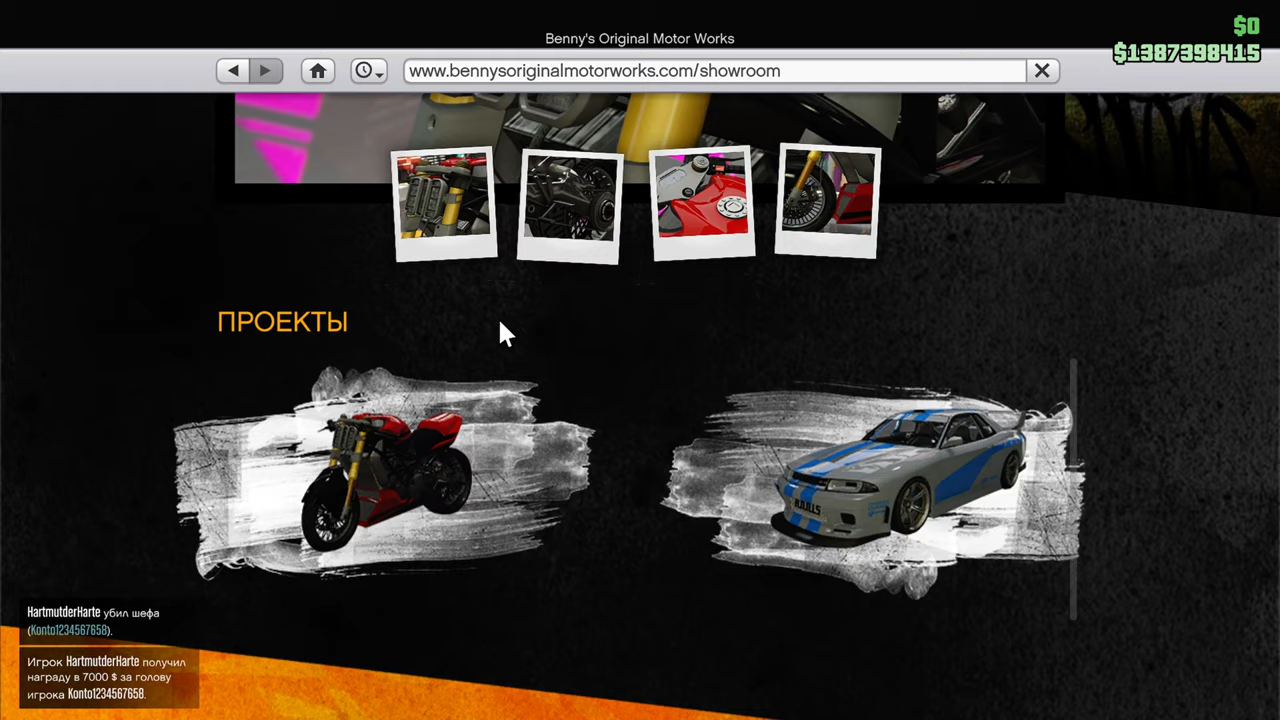 $0
Benny's Original Motor Works
$1387398415
www.bennysoriginalmotorworks.com/showroom
ПРОЕКТЫ
HartmutderHarte убил шефа
(Konto1234567658).
Игрок HartmutderHarte получил
награду в 7000 $ за голову
игрока Konto1234567658.